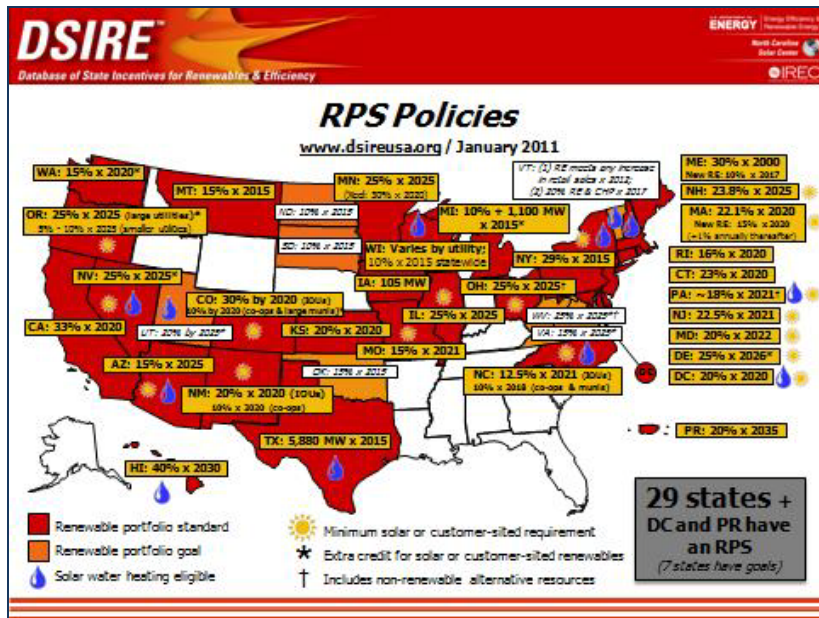 DSIRE™
Database of State Incentives for Renewables & Efficiency
ENERGY
Energy Efficiency &
Renewable Energy
North Carolina
Solar Center
IREC
RPS Policies
www.dsireusa.org / January 2011
WA: 15% x 2020*
MT: 15% x 2015
MN: 25% x 2025
(Xcel: 30% x 2020)
VT: (1) RE meets any increase
in retail sales x 2012;
(2) 20% RE & CHP x 2017
ME: 30% x 2000
New RE: 10% x 2017
NH: 23.8% x 2025
MA: 22.1% x 2020
New RE: 15% x 2020
(+1% annually thereafter)
RI: 16% x 2020
CT: 23% x 2020
PA: ~18% x 2021†
NJ: 22.5% x 2021
MD: 20% x 2022
DE: 25% x 2026*
DC: 20% x 2020
OR: 25% x 2025 (large utilities)*
5% - 10% x 2025 (smaller utilities)
ND: 10% x 2015
SD: 10% x 2015
MI: 10% + 1,100 MW
x 2015*
WI: Varies by utility;
10% x 2015 statewide
NY: 29% x 2015
NV: 25% x 2025*
IA: 105 MW
OH: 25% x 2025†
CO: 30% by 2020 (IOUs)
10% by 2020 (co-ops & large munis)*
IL: 25% x 2025
WV: 25% x 2025*†
VA: 15% x 2025*
CA: 33% x 2020
UT: 20% by 2025*
KS: 20% x 2020
MO: 15% x 2021
AZ: 15% x 2025
OK: 15% x 2015
NC: 12.5% x 2021 (IOUs)
10% x 2018 (co-ops & munis)
DC
NM: 20% x 2020 (IOUs)
10% x 2020 (co-ops)
PR: 20% x 2035
TX: 5,880 MW x 2015
HI: 40% x 2030
Renewable portfolio standard
Renewable portfolio goal
Solar water heating eligible
Minimum solar or customer-sited requirement
* Extra credit for solar or customer-sited renewables
† Includes non-renewable alternative resources
29 states +
DC and PR have
an RPS
(7 states have goals)